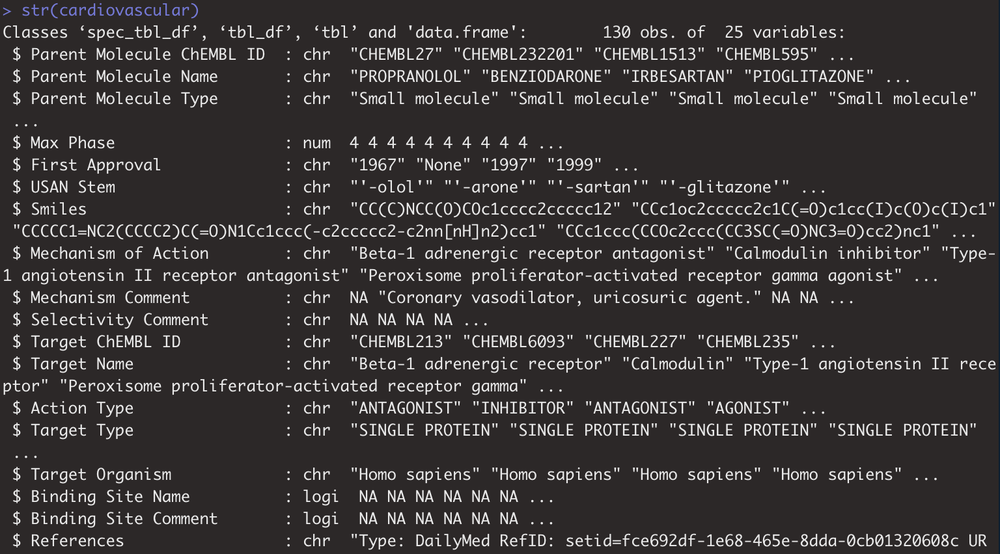 > str(cardiovascular)
Classes ‘spec_tbl_df’, ‘tbl_df’, ‘tbl’ and 'data.frame':	130 obs. of  25 variables:
 $ Parent Molecule ChEMBL ID  : chr  "CHEMBL27" "CHEMBL232201" "CHEMBL1513" "CHEMBL595" ...
 $ Parent Molecule Name       : chr  "PROPRANOLOL" "BENZIODARONE" "IRBESARTAN" "PIOGLITAZONE" ...
 $ Parent Molecule Type       : chr  "Small molecule" "Small molecule" "Small molecule" "Small molecule"
 ...
 $ Max Phase                  : num  4 4 4 4 4 4 4 4 4 4 ...
 $ First Approval             : chr  "1967" "None" "1997" "1999" ...
 $ USAN Stem                  : chr  "'-olol'" "'-arone'" "'-sartan'" "'-glitazone'" ...
 $ Smiles                     : chr  "CC(C)NCC(O)COc1cccc2ccccc12" "CCc1oc2ccccc2c1C(=O)c1cc(I)c(O)c(I)c1"
 "CCCCC1=NC2(CCCC2)C(=O)N1Cc1ccc(-c2ccccc2-c2nn[nH]n2)cc1" "CCc1ccc(CCOc2ccc(CC3SC(=O)NC3=O)cc2)nc1" ...
 $ Mechanism of Action        : chr  "Beta-1 adrenergic receptor antagonist" "Calmodulin inhibitor" "Type-
1 angiotensin II receptor antagonist" "Peroxisome proliferator-activated receptor gamma agonist" ...
 $ Mechanism Comment          : chr  NA "Coronary vasodilator, uricosuric agent." NA NA ...
 $ Selectivity Comment        : chr  NA NA NA NA ...
 $ Target ChEMBL ID           : chr  "CHEMBL213" "CHEMBL6093" "CHEMBL227" "CHEMBL235" ...
 $ Target Name                : chr  "Beta-1 adrenergic receptor" "Calmodulin" "Type-1 angiotensin II rece
ptor" "Peroxisome proliferator-activated receptor gamma" ...
 $ Action Type                : chr  "ANTAGONIST" "INHIBITOR" "ANTAGONIST" "AGONIST" ...
 $ Target Type                : chr  "SINGLE PROTEIN" "SINGLE PROTEIN" "SINGLE PROTEIN" "SINGLE PROTEIN"
 ...
 $ Target Organism            : chr  "Homo sapiens" "Homo sapiens" "Homo sapiens" "Homo sapiens" ...
 $ Binding Site Name          : logi  NA NA NA NA NA NA ...
 $ Binding Site Comment       : logi  NA NA NA NA NA NA ...
 $ References                 : chr  "Type: DailyMed RefID: setid=fce692df-1e68-465e-8dda-0cb01320608c UR